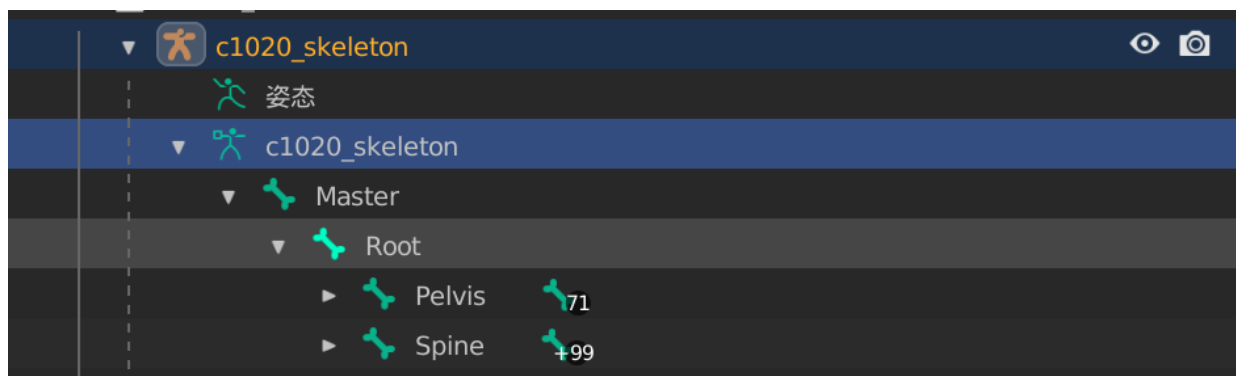 c1020_skeleton
姿态
c1020_skeleton
Master
Root
Pelvis 71
Spine +99